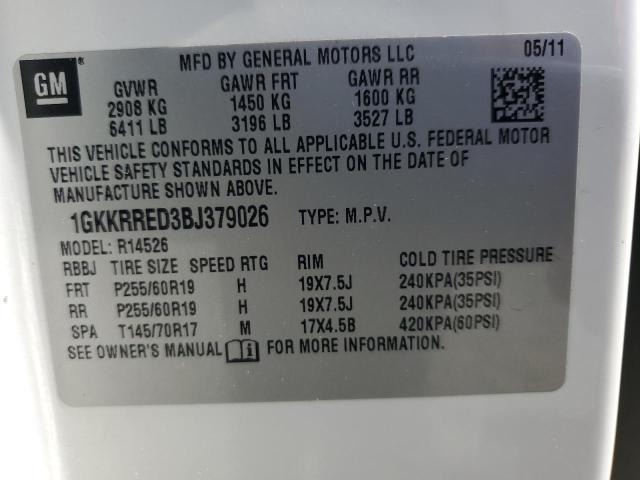 MFD BY GENERAL MOTORS LLC 05/11
GM®
GVWR GAWR FRT GAWR RR
2908 KG 1450 KG 1600 KG
6411 LB 3196 LB 3527 LB
THIS VEHICLE CONFORMS TO ALL APPLICABLE U.S. FEDERAL MOTOR
VEHICLE SAFETY STANDARDS IN EFFECT ON THE DATE OF
MANUFACTURE SHOWN ABOVE.
1GKKRRED3BJ379026 TYPE: M.P.V.
MODEL: R14526
RBBJ TIRE SIZE SPEED RTG RIM COLD TIRE PRESSURE
FRT P255/60R19 H 19X7.5J 240KPA(35PSI)
RR P255/60R19 H 19X7.5J 240KPA(35PSI)
SPA T145/70R17 M 17X4.5B 420KPA(60PSI)
SEE OWNER'S MANUAL FOR MORE INFORMATION.